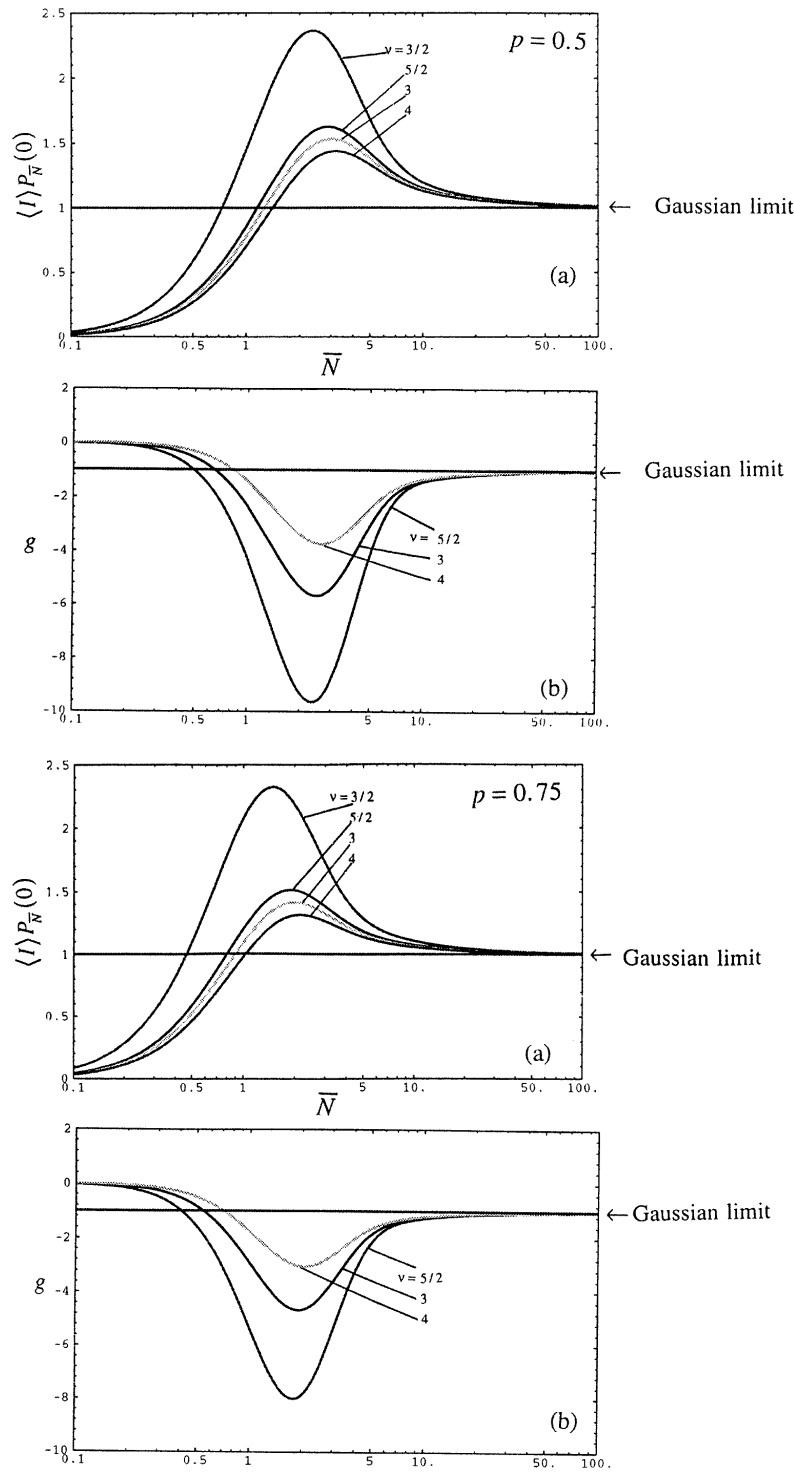 2.5
p = 0.5
ν = 3/2
5/2
3
4
2
1.5
⟨I⟩P_N̅(0)
1
← Gaussian limit
0.5
(a)
0
0.1 0.5 1 5 10. 50. 100.
N̅
2
0
← Gaussian limit
-2
ν = 5/2
3
4
g
-4
-6
-8
(b)
-10
0.1 0.5 1 5 10. 50. 100.
2.5
p = 0.75
ν = 3/2
5/2
3
4
2
1.5
⟨I⟩P_N̅(0)
1
← Gaussian limit
0.5
(a)
0
0.1 0.5 1 5 10. 50. 100.
N̅
2
0
← Gaussian limit
-2
ν = 5/2
3
4
g
-4
-6
-8
(b)
-10
0.1 0.5 1 5 10. 50. 100.